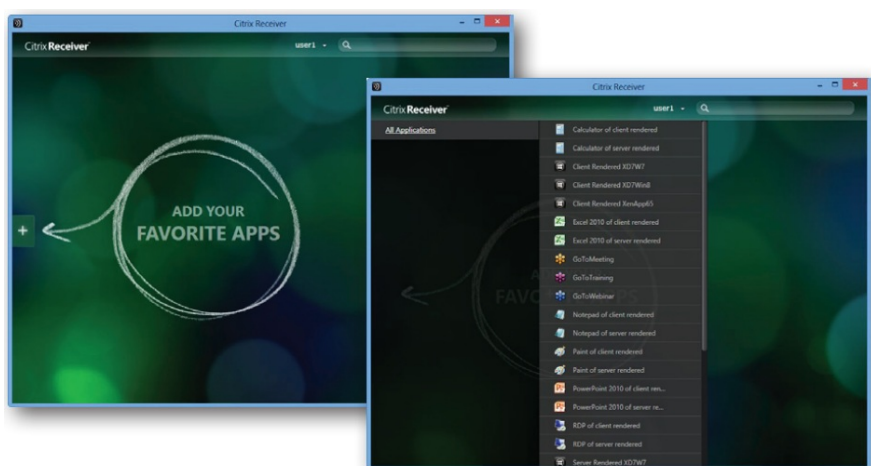 Citrix Receiver
Citrix Receiver
user1
+
ADD YOUR
FAVORITE APPS
Citrix Receiver
Citrix Receiver
user1
All Applications
Calculator of client rendered
Calculator of server rendered
Client Rendered XD7W7
Client Rendered XD7Win8
Client Rendered XenApp65
Excel 2010 of client rendered
Excel 2010 of server rendered
GoToMeeting
GoToTraining
GoToWebinar
Notepad of client rendered
Notepad of server rendered
Paint of client rendered
Paint of server rendered
PowerPoint 2010 of client ren...
PowerPoint 2010 of server re...
RDP of client rendered
RDP of server rendered
Server Rendered XD7W7